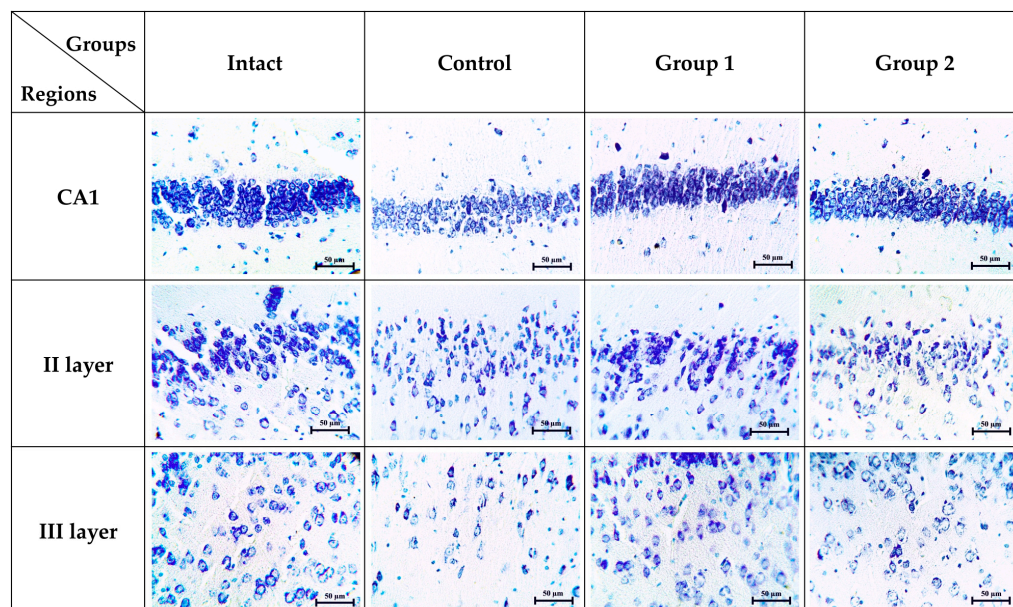 Groups
Regions
Intact
Control
Group 1
Group 2
CA1
50 µm
50 µm
50 µm
50 µm
II layer
50 µm
50 µm
50 µm
50 µm
III layer
50 µm
50 µm
50 µm
50 µm